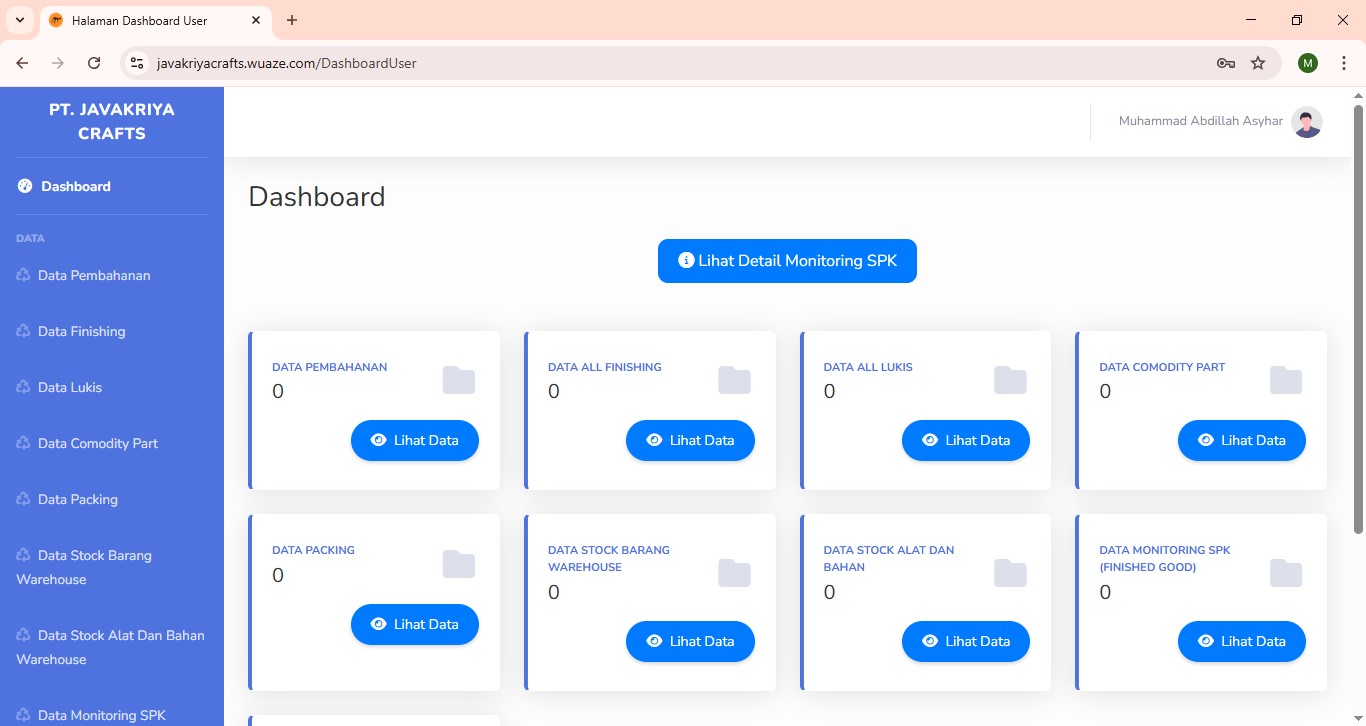 Halaman Dashboard User
javakriyacrafts.wuaze.com/DashboardUser
M
PT. JAVAKRIYA
CRAFTS
Dashboard
DATA
Data Pembahanan
Data Finishing
Data Lukis
Data Comodity Part
Data Packing
Data Stock Barang
Warehouse
Data Stock Alat Dan Bahan
Warehouse
Data Monitoring SPK
Muhammad Abdillah Asyhar
Dashboard
Lihat Detail Monitoring SPK
DATA PEMBAHANAN
0
Lihat Data
DATA ALL FINISHING
0
Lihat Data
DATA ALL LUKIS
0
Lihat Data
DATA COMODITY PART
0
Lihat Data
DATA PACKING
0
Lihat Data
DATA STOCK BARANG
WAREHOUSE
0
Lihat Data
DATA STOCK ALAT DAN
BAHAN
0
Lihat Data
DATA MONITORING SPK
(FINISHED GOOD)
0
Lihat Data